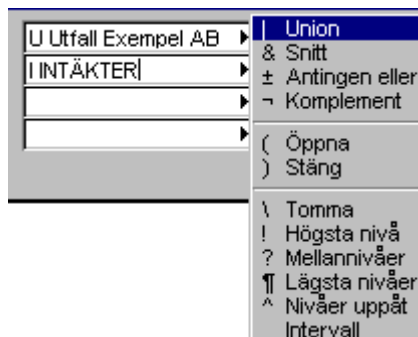 U Utfall Exempel AB
I INTÄKTER
| Union
& Snitt
± Antingen eller
¬ Komplement
( Öppna
) Stäng
\ Tomma
! Högsta nivå
? Mellannivåer
¶ Lägsta nivåer
^ Nivåer uppåt
Intervall